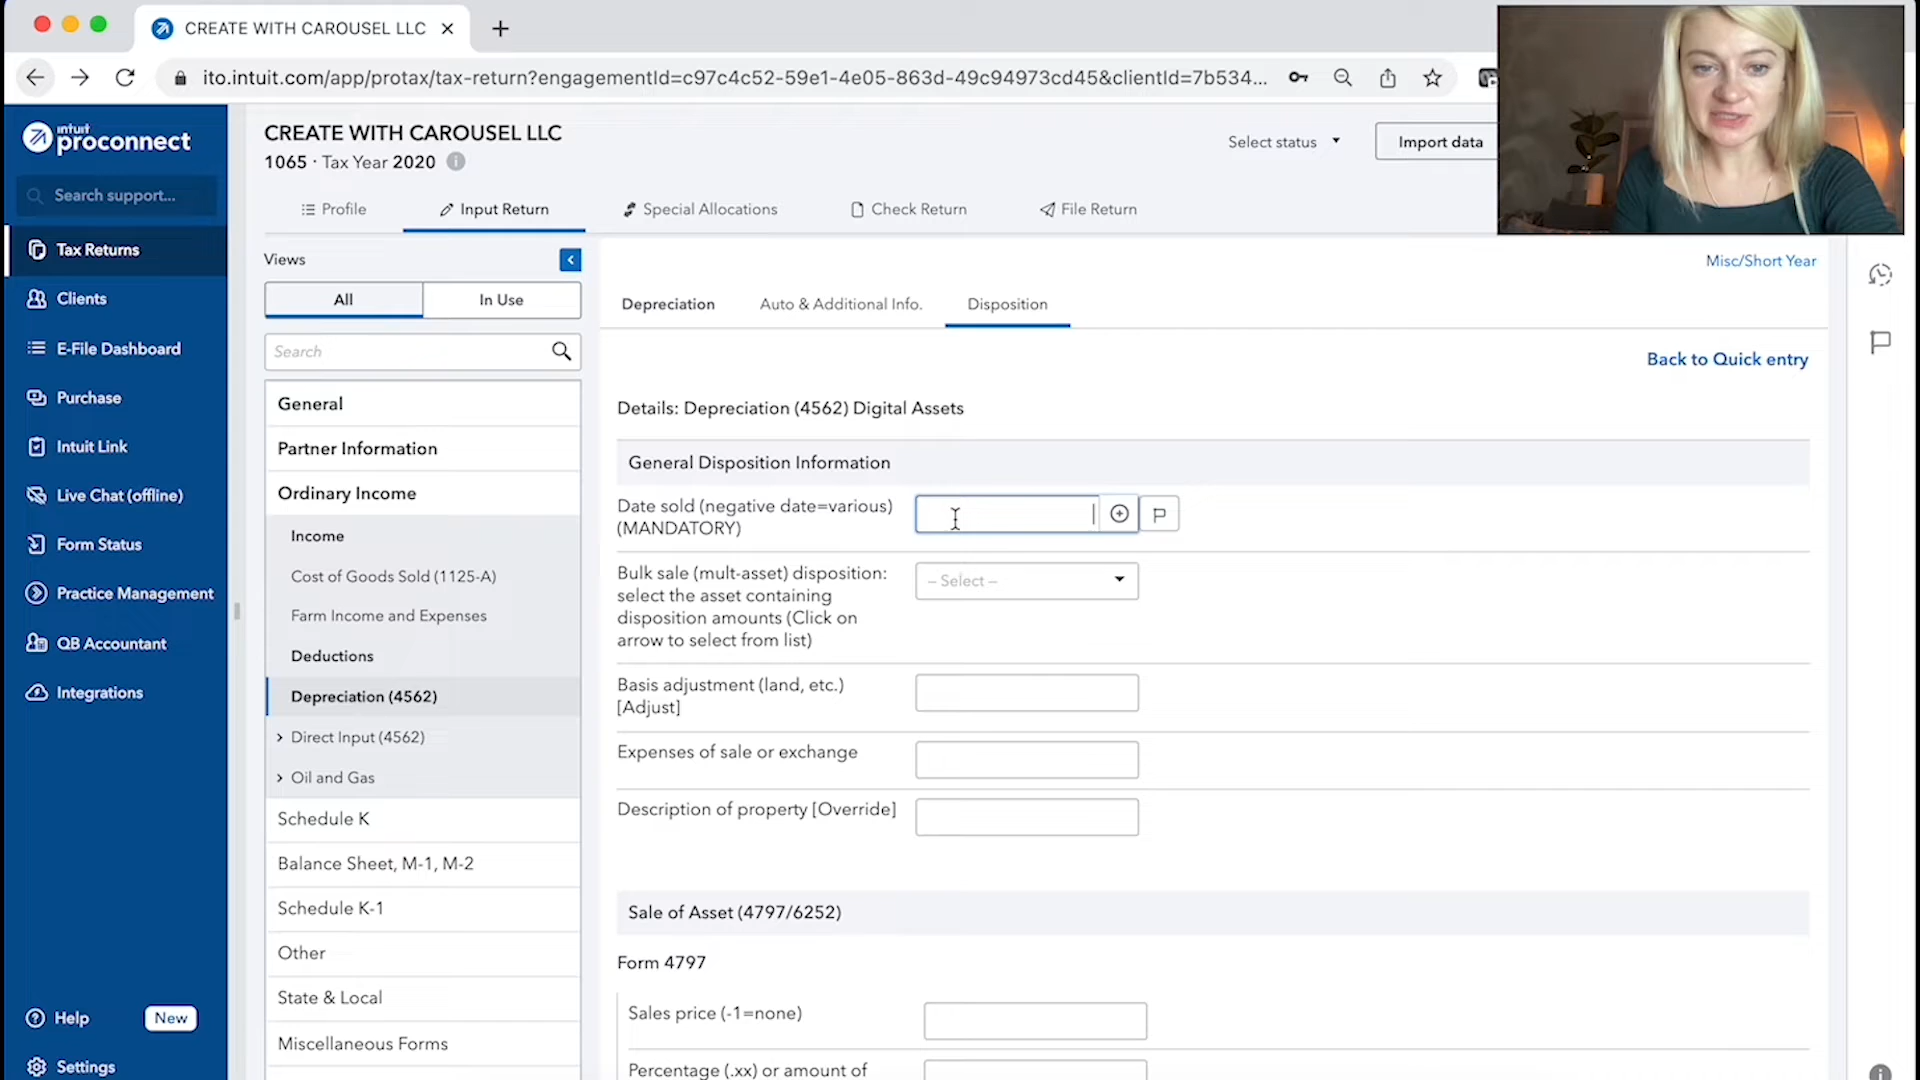 CREATE WITH CAROUSEL LLC
ito.intuit.com/app/protax/tax-return?engagementId=c97c4c52-59e1-4e05-863d-49c94973cd45&clientId=7b534...
intuit
proconnect
Search support...
Tax Returns
Clients
E-File Dashboard
Purchase
Intuit Link
Live Chat (offline)
Form Status
Practice Management
QB Accountant
Integrations
Help
New
Settings
CREATE WITH CAROUSEL LLC
1065 · Tax Year 2020
Select status
Import data
Profile
Input Return
Special Allocations
Check Return
File Return
Views
All
In Use
Search
General
Partner Information
Ordinary Income
Income
Cost of Goods Sold (1125-A)
Farm Income and Expenses
Deductions
Depreciation (4562)
Direct Input (4562)
Oil and Gas
Schedule K
Balance Sheet, M-1, M-2
Schedule K-1
Other
State & Local
Miscellaneous Forms
Misc/Short Year
Depreciation
Auto & Additional Info.
Disposition
Back to Quick entry
Details: Depreciation (4562) Digital Assets
General Disposition Information
Date sold (negative date=various)
(MANDATORY)
Bulk sale (mult-asset) disposition:
select the asset containing
disposition amounts (Click on
arrow to select from list)
– Select –
Basis adjustment (land, etc.)
[Adjust]
Expenses of sale or exchange
Description of property [Override]
Sale of Asset (4797/6252)
Form 4797
Sales price (-1=none)
Percentage (.xx) or amount of